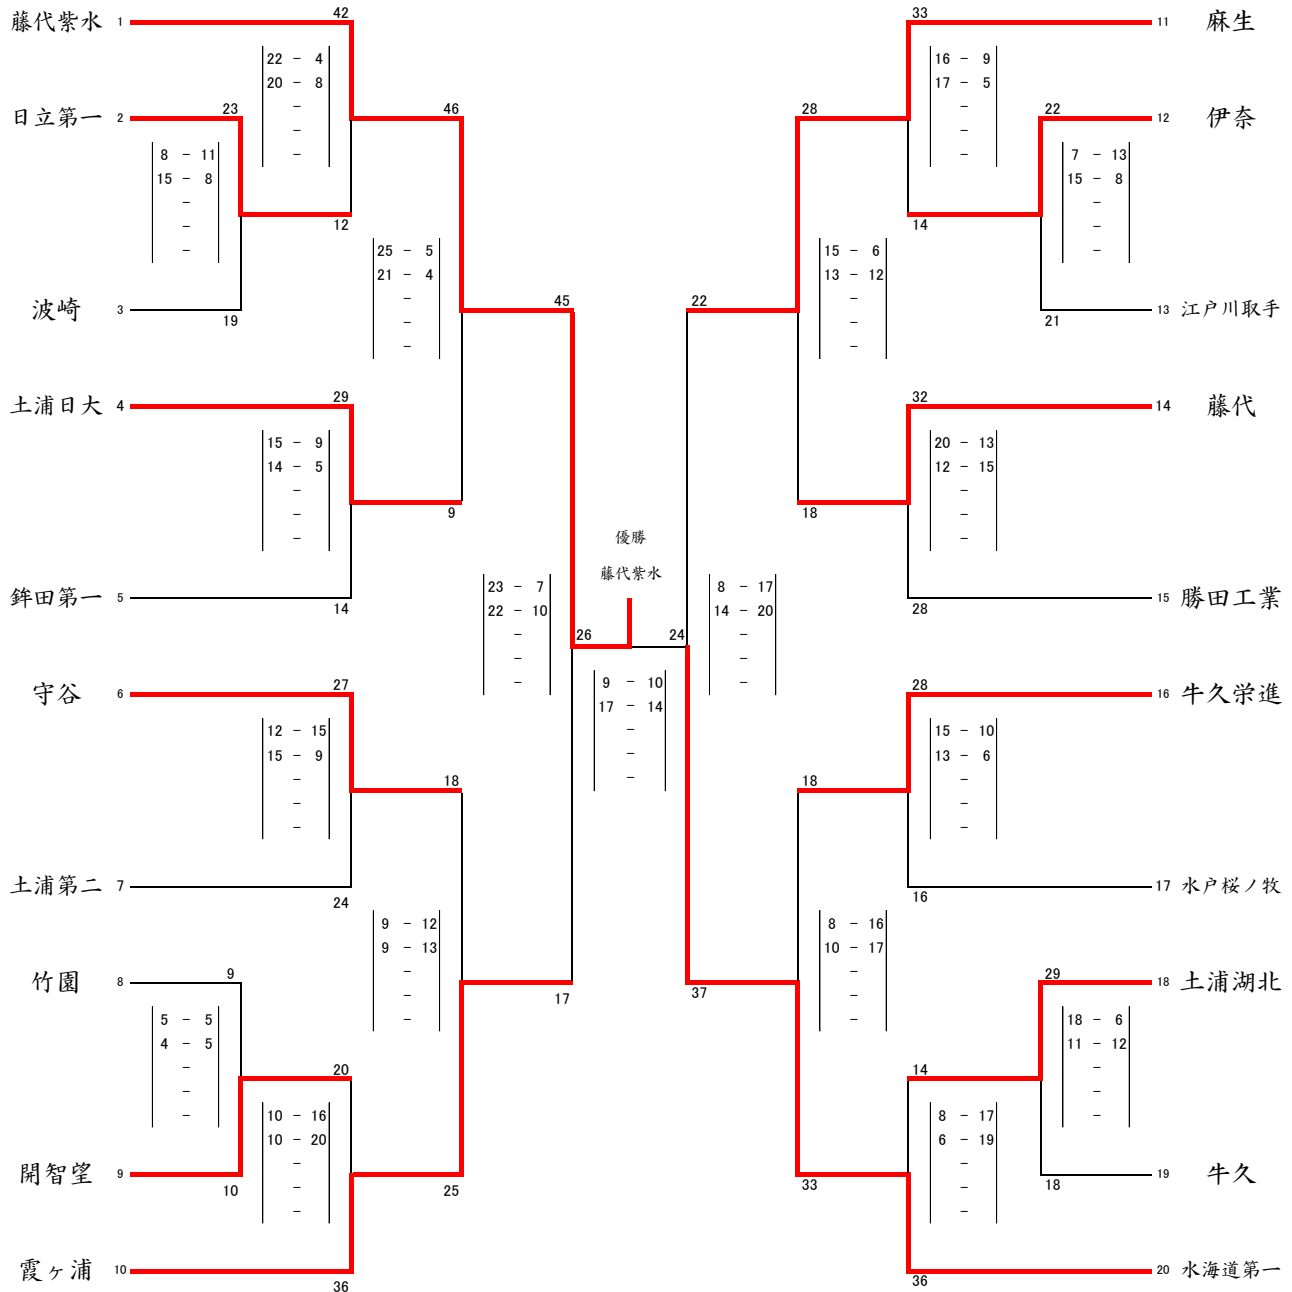 藤代紫水 1 42
22 - 4
20 - 8
-
-
-
日立第一 2 23
46
8 - 11
15 - 8
-
-
-
12
波崎 3
19
25 - 5
21 - 4
-
-
-
45
土浦日大 4 29
15 - 9
14 - 5
-
-
-
9
鉾田第一 5
14
23 - 7
22 - 10
-
-
-
守谷 6 27
12 - 15
15 - 9
-
-
-
18
土浦第二 7
24
9 - 12
9 - 13
-
-
-
17
竹園 8 9
5 - 5
4 - 5
-
-
-
20
開智望 9
10
10 - 16
10 - 20
-
-
-
25
霞ヶ浦 10
36
優勝
藤代紫水
26 24
9 - 10
17 - 14
-
-
-
33 11 麻生
16 - 9
17 - 5
-
-
-
28
22 12 伊奈
7 - 13
15 - 8
-
-
-
14
13 江戸川取手
21
15 - 6
13 - 12
-
-
-
22
32 14 藤代
20 - 13
12 - 15
-
-
-
18
15 勝田工業
28
8 - 17
14 - 20
-
-
-
28 16 牛久栄進
15 - 10
13 - 6
-
-
-
18
17 水戸桜ノ牧
16
8 - 16
10 - 17
-
-
-
37
29 18 土浦湖北
18 - 6
11 - 12
-
-
-
14
19 牛久
18
8 - 17
6 - 19
-
-
-
33
20 水海道第一
36